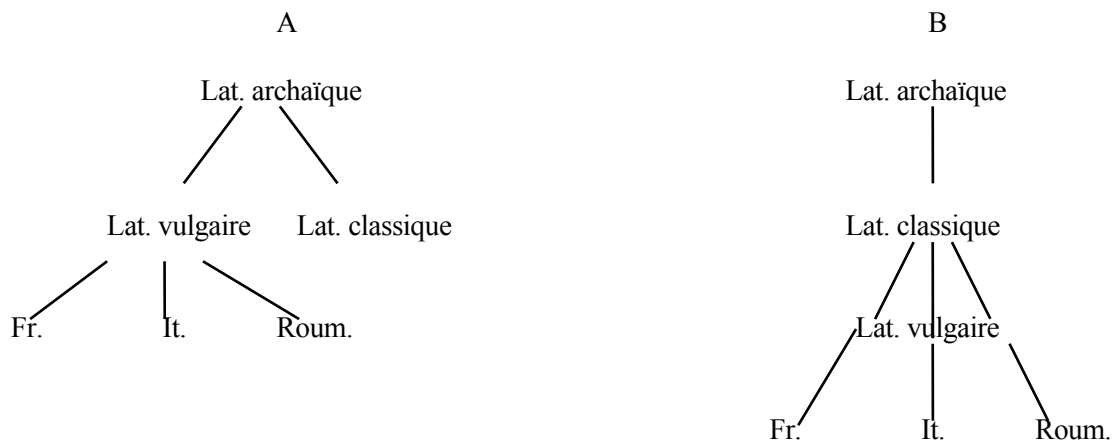 A B
Lat. archaïque Lat. archaïque
Lat. vulgaire Lat. classique Lat. classique
Fr. It. Roum. Lat. vulgaire
Fr. It. Roum.